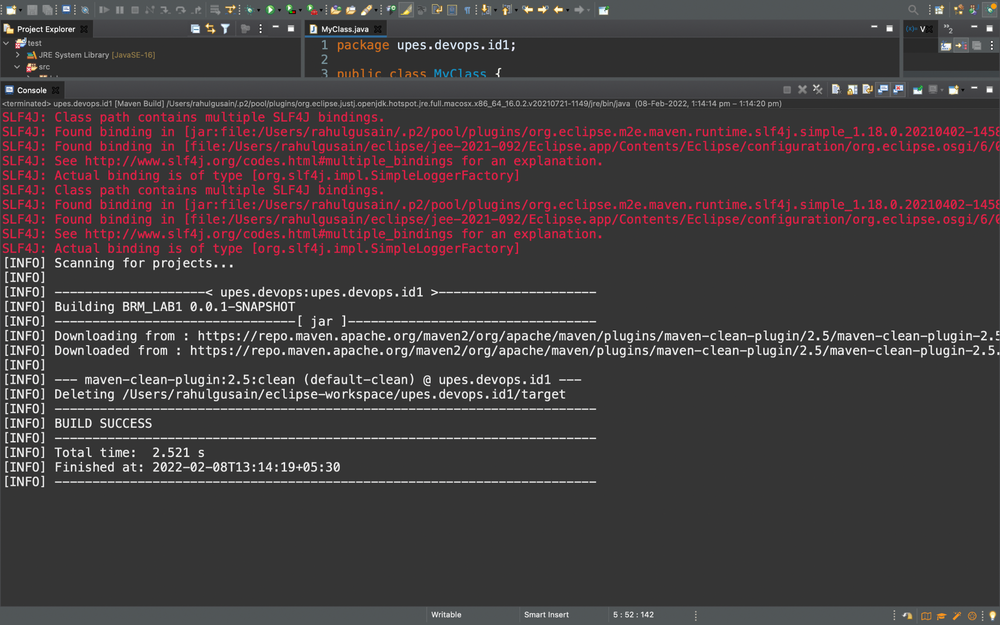 Project Explorer
MyClass.java
(x)= V
»2
test
JRE System Library [JavaSE-16]
src
1 package upes.devops.id1;
2
3 public class MyClass {
Console
<terminated> upes.devops.id1 [Maven Build] /Users/rahulgusain/.p2/pool/plugins/org.eclipse.justj.openjdk.hotspot.jre.full.macosx.x86_64_16.0.2.v20210721-1149/jre/bin/java (08-Feb-2022, 1:14:14 pm – 1:14:20 pm)
SLF4J: Class path contains multiple SLF4J bindings.
SLF4J: Found binding in [jar:file:/Users/rahulgusain/.p2/pool/plugins/org.eclipse.m2e.maven.runtime.slf4j.simple_1.18.0.20210402-1458
SLF4J: Found binding in [file:/Users/rahulgusain/eclipse/jee-2021-092/Eclipse.app/Contents/Eclipse/configuration/org.eclipse.osgi/6/0
SLF4J: See http://www.slf4j.org/codes.html#multiple_bindings for an explanation.
SLF4J: Actual binding is of type [org.slf4j.impl.SimpleLoggerFactory]
SLF4J: Class path contains multiple SLF4J bindings.
SLF4J: Found binding in [jar:file:/Users/rahulgusain/.p2/pool/plugins/org.eclipse.m2e.maven.runtime.slf4j.simple_1.18.0.20210402-1458
SLF4J: Found binding in [file:/Users/rahulgusain/eclipse/jee-2021-092/Eclipse.app/Contents/Eclipse/configuration/org.eclipse.osgi/6/0
SLF4J: See http://www.slf4j.org/codes.html#multiple_bindings for an explanation.
SLF4J: Actual binding is of type [org.slf4j.impl.SimpleLoggerFactory]
[INFO] Scanning for projects...
[INFO]
[INFO] --------------------< upes.devops:upes.devops.id1 >---------------------
[INFO] Building BRM_LAB1 0.0.1-SNAPSHOT
[INFO] --------------------------------[ jar ]---------------------------------
[INFO] Downloading from : https://repo.maven.apache.org/maven2/org/apache/maven/plugins/maven-clean-plugin/2.5/maven-clean-plugin-2.5
[INFO] Downloaded from : https://repo.maven.apache.org/maven2/org/apache/maven/plugins/maven-clean-plugin/2.5/maven-clean-plugin-2.5.
[INFO]
[INFO] --- maven-clean-plugin:2.5:clean (default-clean) @ upes.devops.id1 ---
[INFO] Deleting /Users/rahulgusain/eclipse-workspace/upes.devops.id1/target
[INFO] ------------------------------------------------------------------------
[INFO] BUILD SUCCESS
[INFO] ------------------------------------------------------------------------
[INFO] Total time:  2.521 s
[INFO] Finished at: 2022-02-08T13:14:19+05:30
[INFO] ------------------------------------------------------------------------
Writable
Smart Insert
5 : 52 : 142